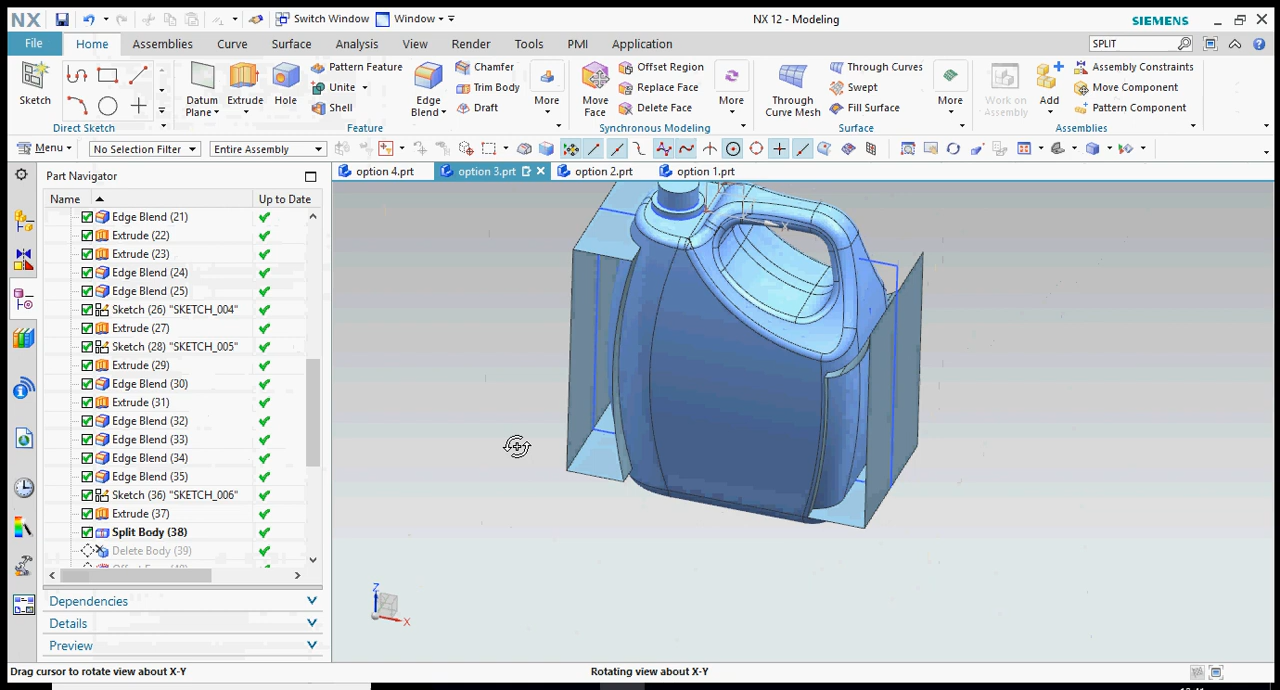 NX Switch Window Window NX 12 - Modeling SIEMENS
File Home Assemblies Curve Surface Analysis View Render Tools PMI Application SPLIT
Sketch
Direct Sketch
Datum Plane Extrude Hole Pattern Feature Unite Shell Edge Blend Chamfer Trim Body Draft More
Feature
Move Face Offset Region Replace Face Delete Face More
Synchronous Modeling
Through Curve Mesh Through Curves Swept Fill Surface More
Surface
Work on Assembly Add Assembly Constraints Move Component Pattern Component
Assemblies
Menu No Selection Filter Entire Assembly
option 4.prt option 3.prt option 2.prt option 1.prt
Part Navigator
Name Up to Date
Edge Blend (21)
Extrude (22)
Extrude (23)
Edge Blend (24)
Edge Blend (25)
Sketch (26) "SKETCH_004"
Extrude (27)
Sketch (28) "SKETCH_005"
Extrude (29)
Edge Blend (30)
Extrude (31)
Edge Blend (32)
Edge Blend (33)
Edge Blend (34)
Edge Blend (35)
Sketch (36) "SKETCH_006"
Extrude (37)
Split Body (38)
Delete Body (39)
Dependencies
Details
Preview
Z
X
Drag cursor to rotate view about X-Y Rotating view about X-Y